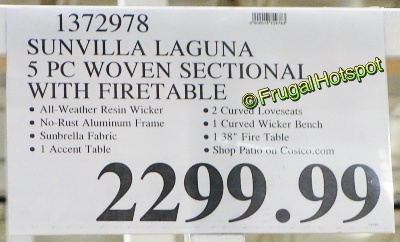 1372978
SUNVILLA LAGUNA
5 PC WOVEN SECTIONAL
WITH FIRETABLE
© FrugalHotspot
• All-Weather Resin Wicker
• No-Rust Aluminum Frame
• Sunbrella Fabric
• 1 Accent Table
• 2 Curved Loveseats
• 1 Curved Wicker Bench
• 1 38" Fire Table
• Shop Patio on Costco.com
2299.99